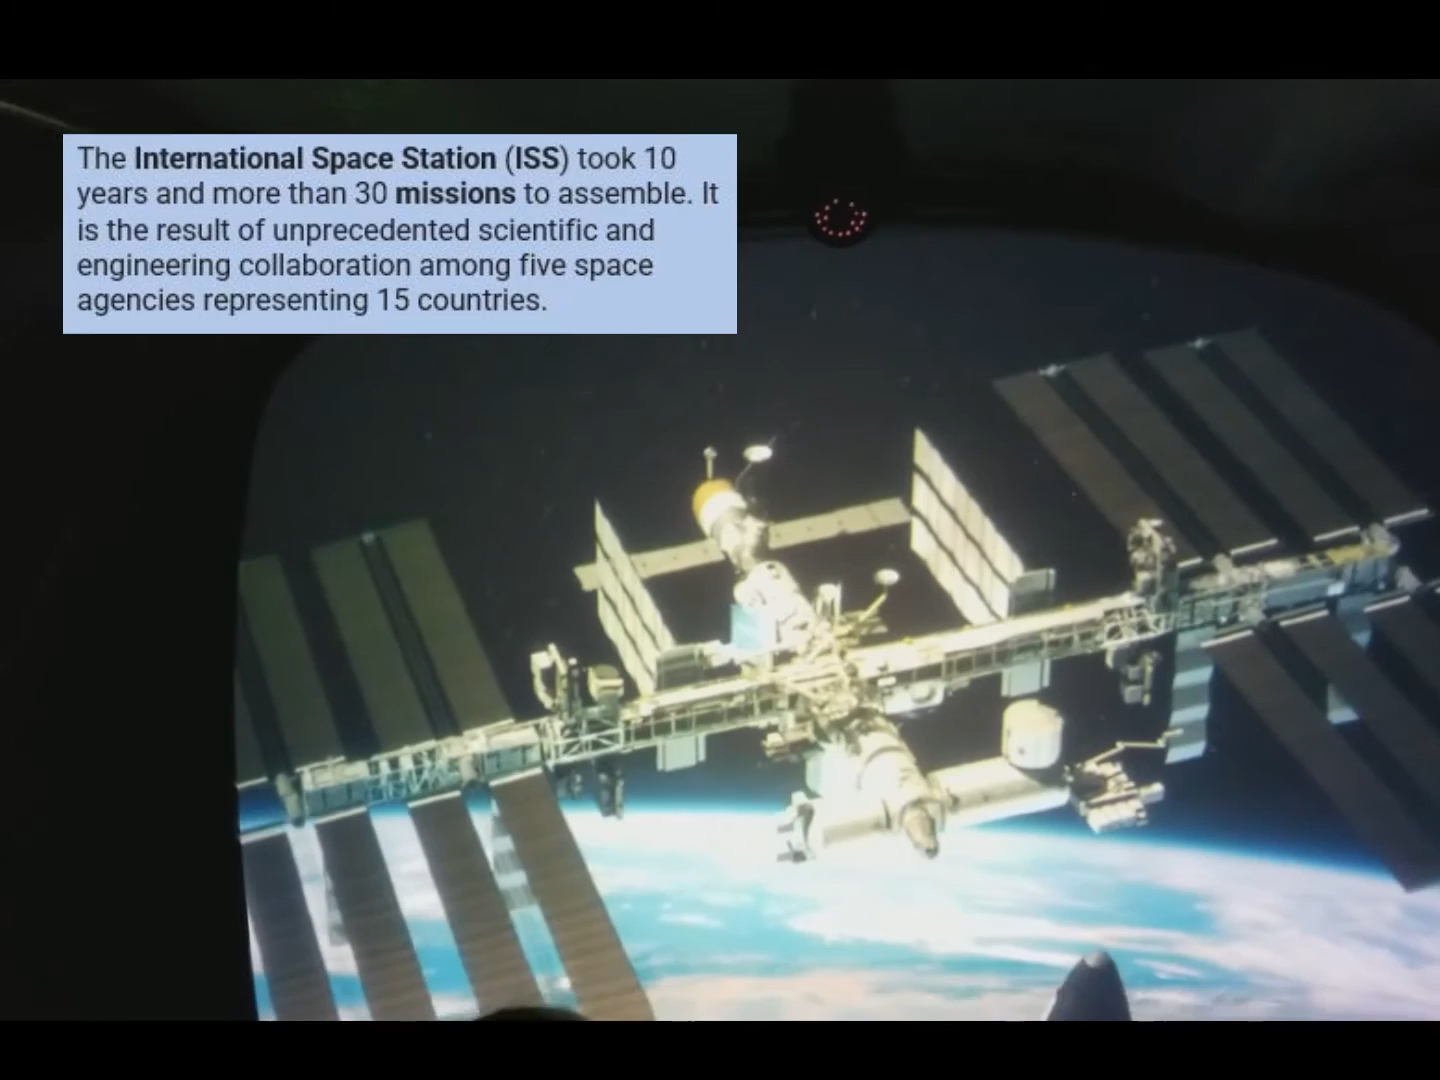 The International Space Station (ISS) took 10
years and more than 30 missions to assemble. It
is the result of unprecedented scientific and
engineering collaboration among five space
agencies representing 15 countries.